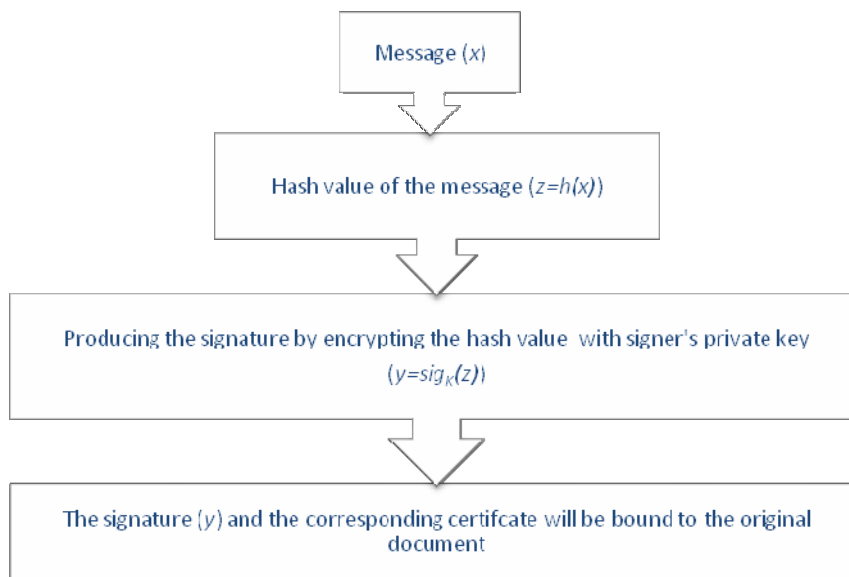 Message (x)
Hash value of the message (z=h(x))
Producing the signature by encrypting the hash value with signer's private key
(y=sigK(z))
The signature (y) and the corresponding certifcate will be bound to the original
document